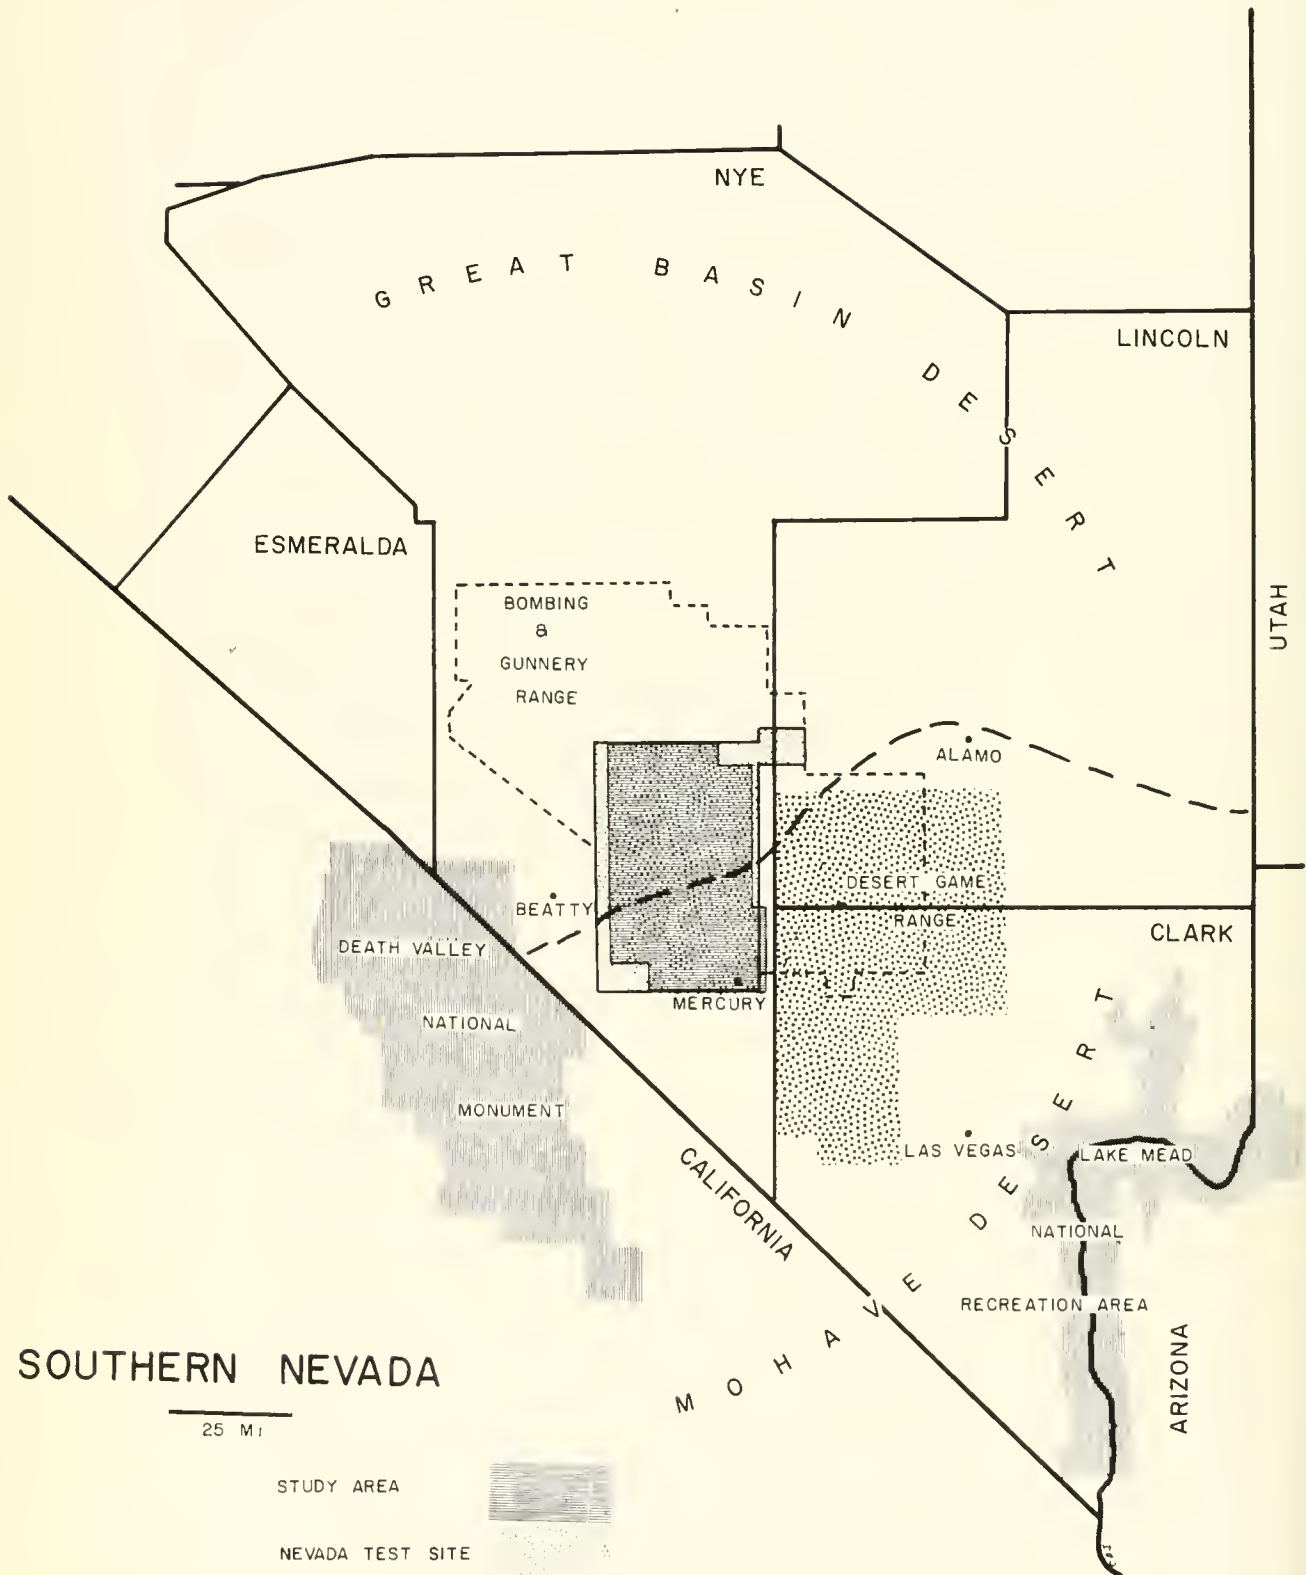 NYE
GREAT BASIN DESERT
LINCOLN
ESMERALDA
UTAH
BOMBING
&
GUNNERY
RANGE
ALAMO
DESERT GAME
RANGE
BEATTY
CLARK
DEATH VALLEY
NATIONAL
MONUMENT
MERCURY
LAS VEGAS
LAKE MEAD
NATIONAL
RECREATION AREA
CALIFORNIA
MOHAVE DESERT
ARIZONA
SOUTHERN NEVADA
25 MI
STUDY AREA
NEVADA TEST SITE